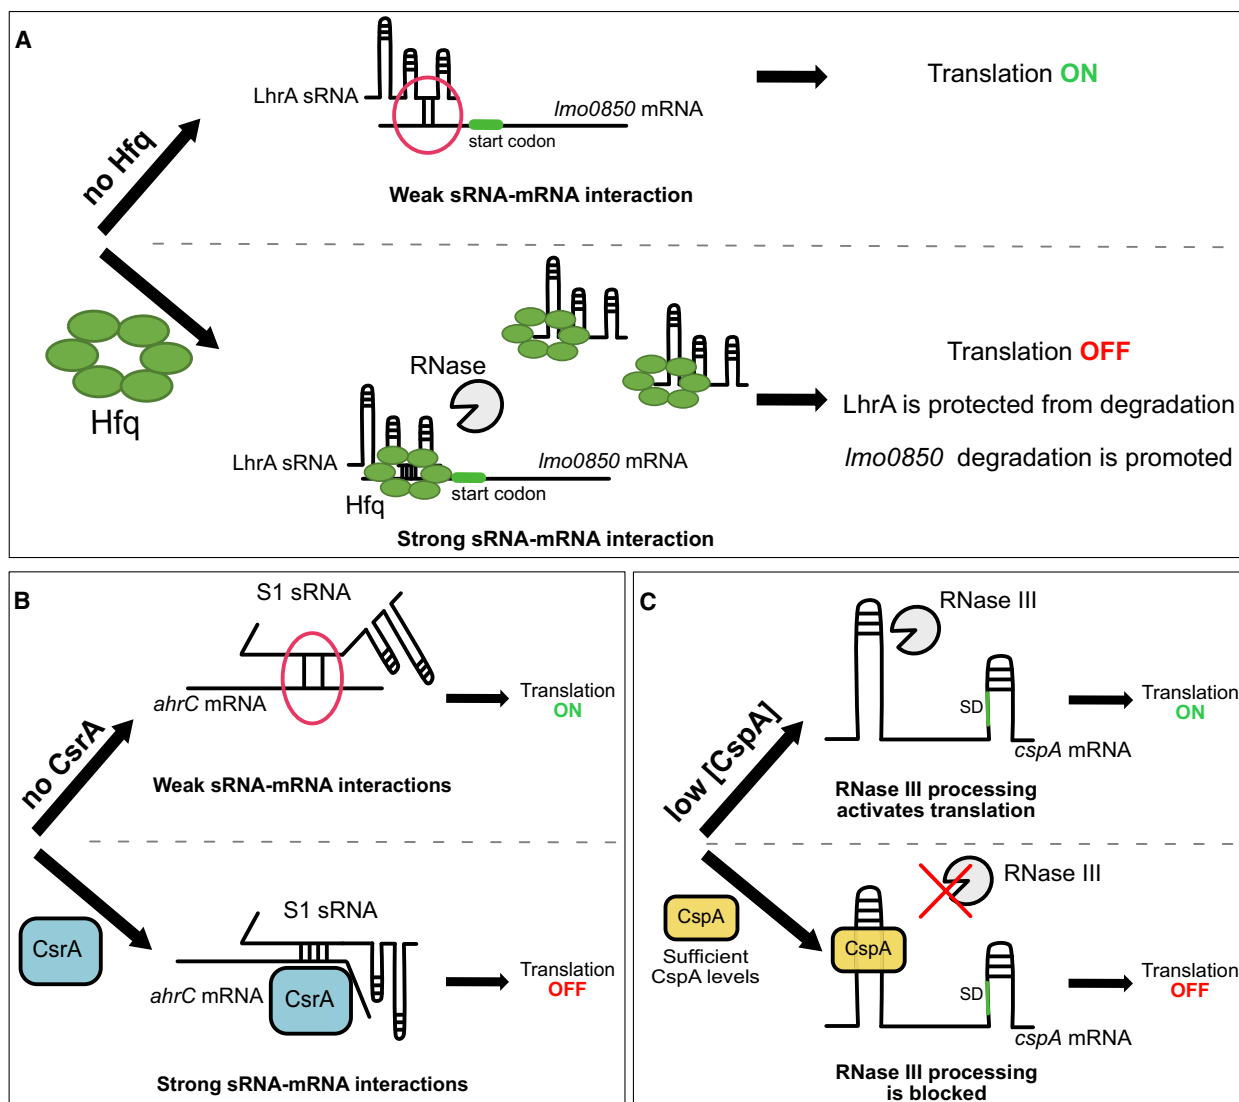 A
no Hfq
Hfq
LhrA sRNA
lmo0850 mRNA
start codon
Weak sRNA-mRNA interaction
Translation ON
RNase
LhrA sRNA
lmo0850 mRNA
Hfq
start codon
Strong sRNA-mRNA interaction
Translation OFF
LhrA is protected from degradation
lmo0850 degradation is promoted
B
no CsrA
CsrA
S1 sRNA
ahrC mRNA
Weak sRNA-mRNA interactions
Translation
ON
S1 sRNA
ahrC mRNA
CsrA
Strong sRNA-mRNA interactions
Translation
OFF
C
low [CspA]
CspA
Sufficient
CspA levels
RNase III
SD
cspA mRNA
RNase III processing
activates translation
Translation
ON
RNase III
CspA
SD
cspA mRNA
RNase III processing
is blocked
Translation
OFF